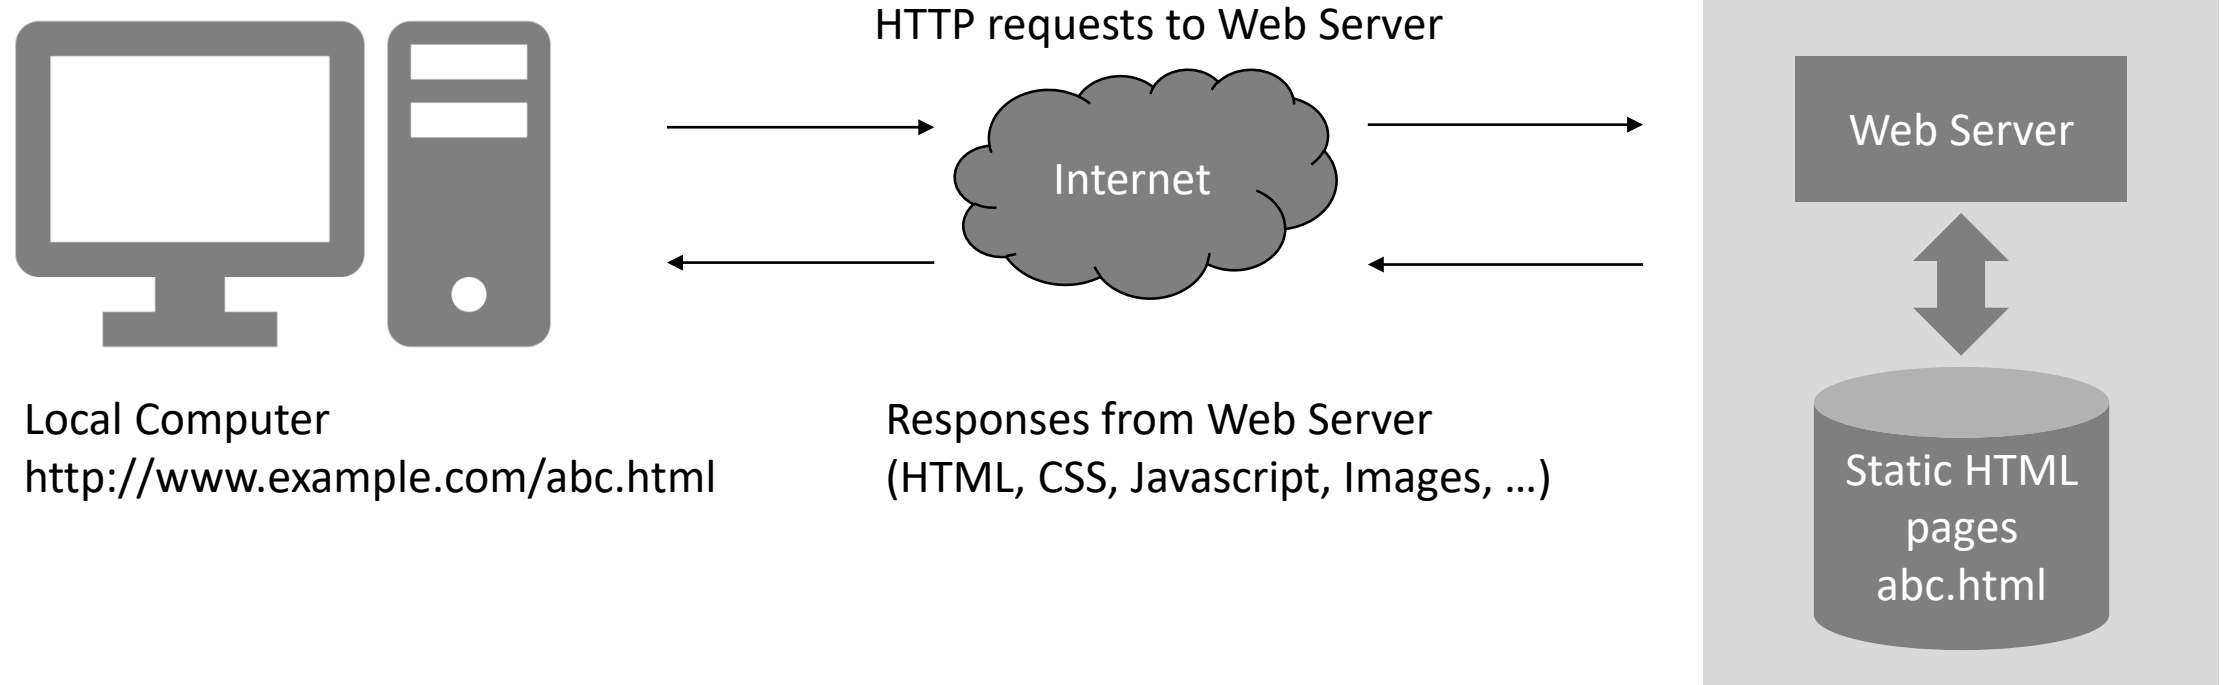 HTTP requests to Web Server
Internet
Web Server
Local Computer
http://www.example.com/abc.html
Responses from Web Server
(HTML, CSS, Javascript, Images, …)
Static HTML
pages
abc.html